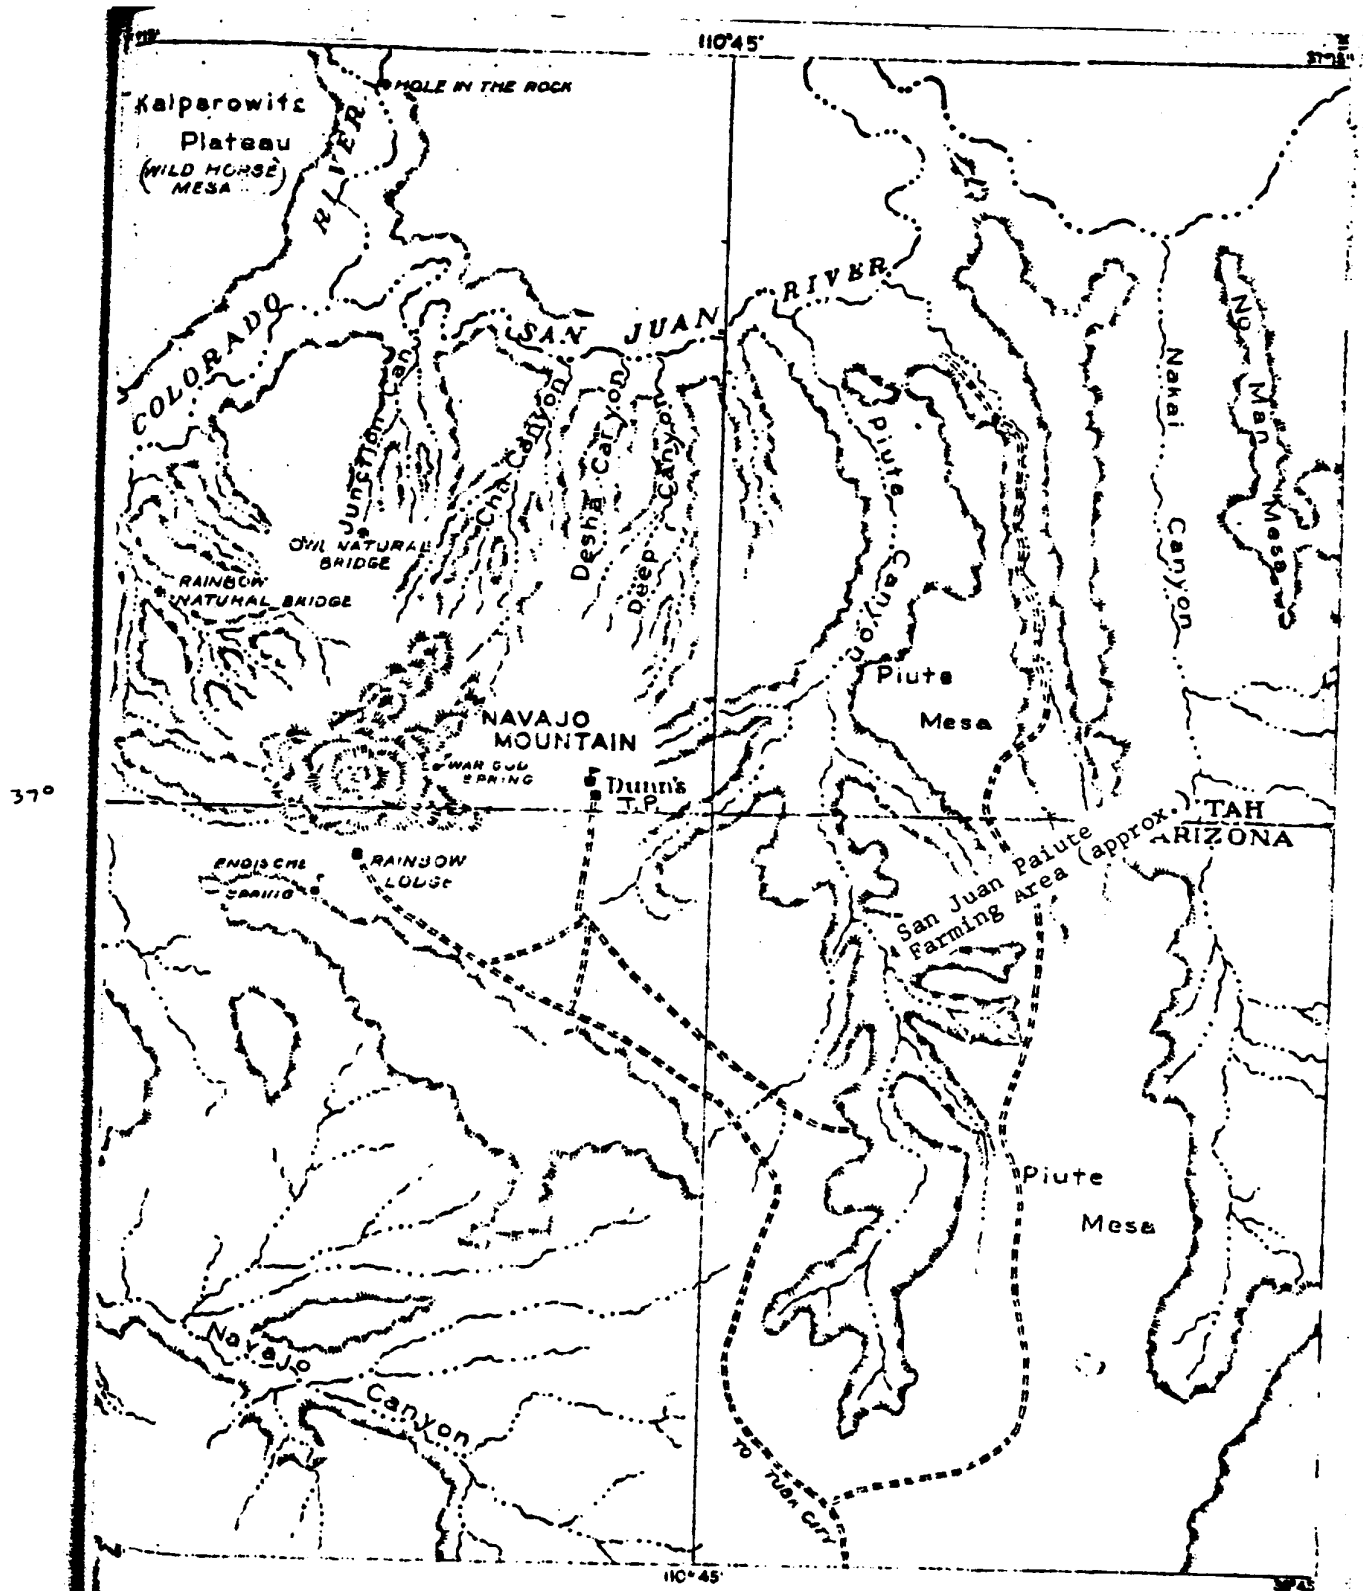 110°45'
HOLE IN THE ROCK
Kaiparowitz
Plateau
(WILD HORSE)
MESA
COLORADO RIVER
SAN JUAN RIVER
Junction Can
Cha Canyon
Desha Canyon
Deep Canyon
Piute Canyon
Nakai Canyon
No Man Mesa
OWL NATURAL
BRIDGE
RAINBOW
NATURAL BRIDGE
Piute
Mesa
NAVAJO
MOUNTAIN
WAR GOD
SPRING
Dunn's
T.P.
37°
TAH
ARIZONA
San Juan Paiute
Farming Area (approx.)
RAINBOW
LODGE
SPRING
Piute
Mesa
Navajo
Canyon
TO TUBA CITY
110°45'